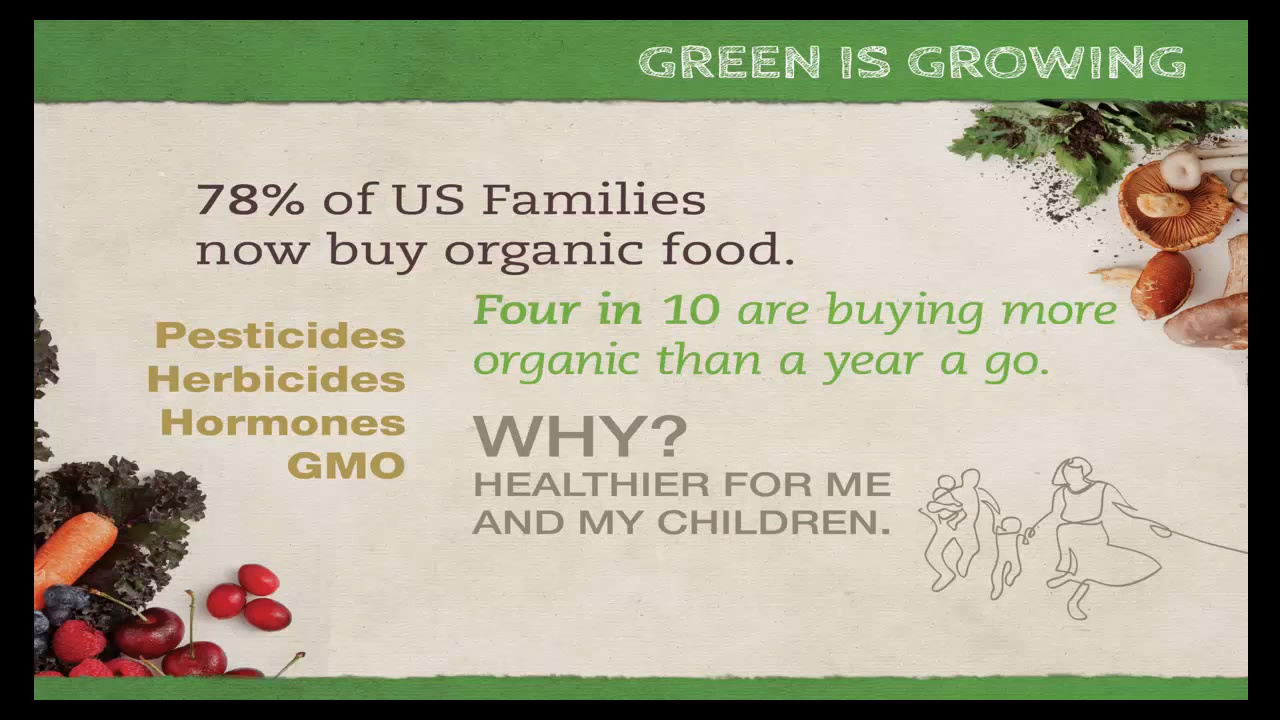 GREEN IS GROWING
78% of US Families
now buy organic food.
Four in 10 are buying more
organic than a year a go.
Pesticides
Herbicides
Hormones
GMO
WHY?
HEALTHIER FOR ME
AND MY CHILDREN.